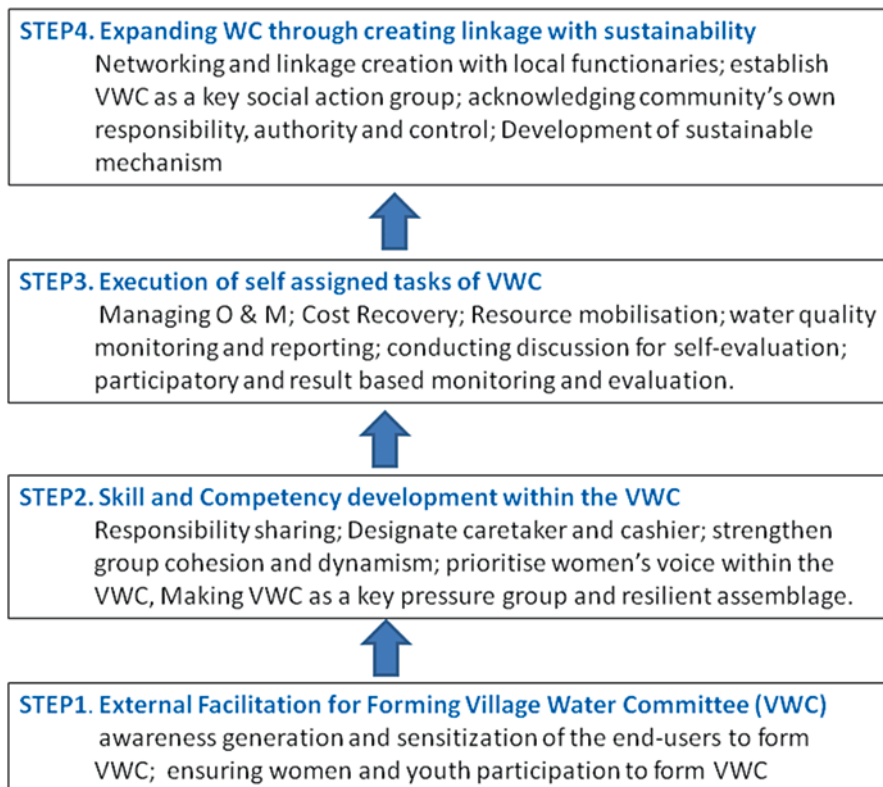 STEP4. Expanding WC through creating linkage with sustainability
Networking and linkage creation with local functionaries; establish
VWC as a key social action group; acknowledging community's own
responsibility, authority and control; Development of sustainable
mechanism
STEP3. Execution of self assigned tasks of VWC
Managing O & M; Cost Recovery; Resource mobilisation; water quality
monitoring and reporting; conducting discussion for self-evaluation;
participatory and result based monitoring and evaluation.
STEP2. Skill and Competency development within the VWC
Responsibility sharing; Designate caretaker and cashier; strengthen
group cohesion and dynamism; prioritise women's voice within the
VWC, Making VWC as a key pressure group and resilient assemblage.
STEP1. External Facilitation for Forming Village Water Committee (VWC)
awareness generation and sensitization of the end-users to form
VWC; ensuring women and youth participation to form VWC